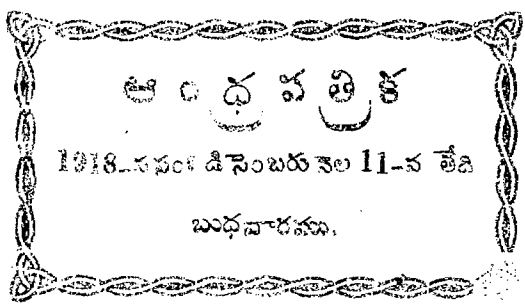 ఆంధ్రపత్రిక
1918-వ సం॥ డిసెంబరు నెల 11-వ తేది
బుధవారము.